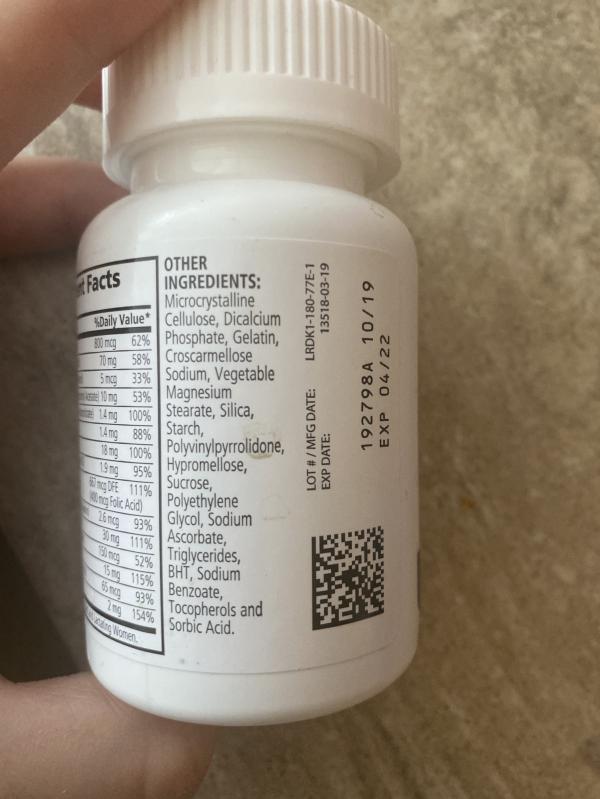 Facts
%Daily Value*
800 mcg 62%
70 mg 58%
5 mcg 33%
10 mg 53%
1.4 mg 100%
1.4 mg 88%
18 mg 100%
1.9 mg 95%
667 mcg DFE 111%
(400 mcg Folic Acid)
2.6 mcg 93%
30 mg 111%
150 mcg 52%
15 mg 115%
65 mcg 93%
2 mg 154%
Lactating Women.
OTHER
INGREDIENTS:
Microcrystalline
Cellulose, Dicalcium
Phosphate, Gelatin,
Croscarmellose
Sodium, Vegetable
Magnesium
Stearate, Silica,
Starch,
Polyvinylpyrrolidone,
Hypromellose,
Sucrose,
Polyethylene
Glycol, Sodium
Ascorbate,
Triglycerides,
BHT, Sodium
Benzoate,
Tocopherols and
Sorbic Acid.
LRDK1-180-77E-1
13518-03-19
LOT # / MFG DATE:
EXP DATE:
192798A 10/19
EXP 04/22